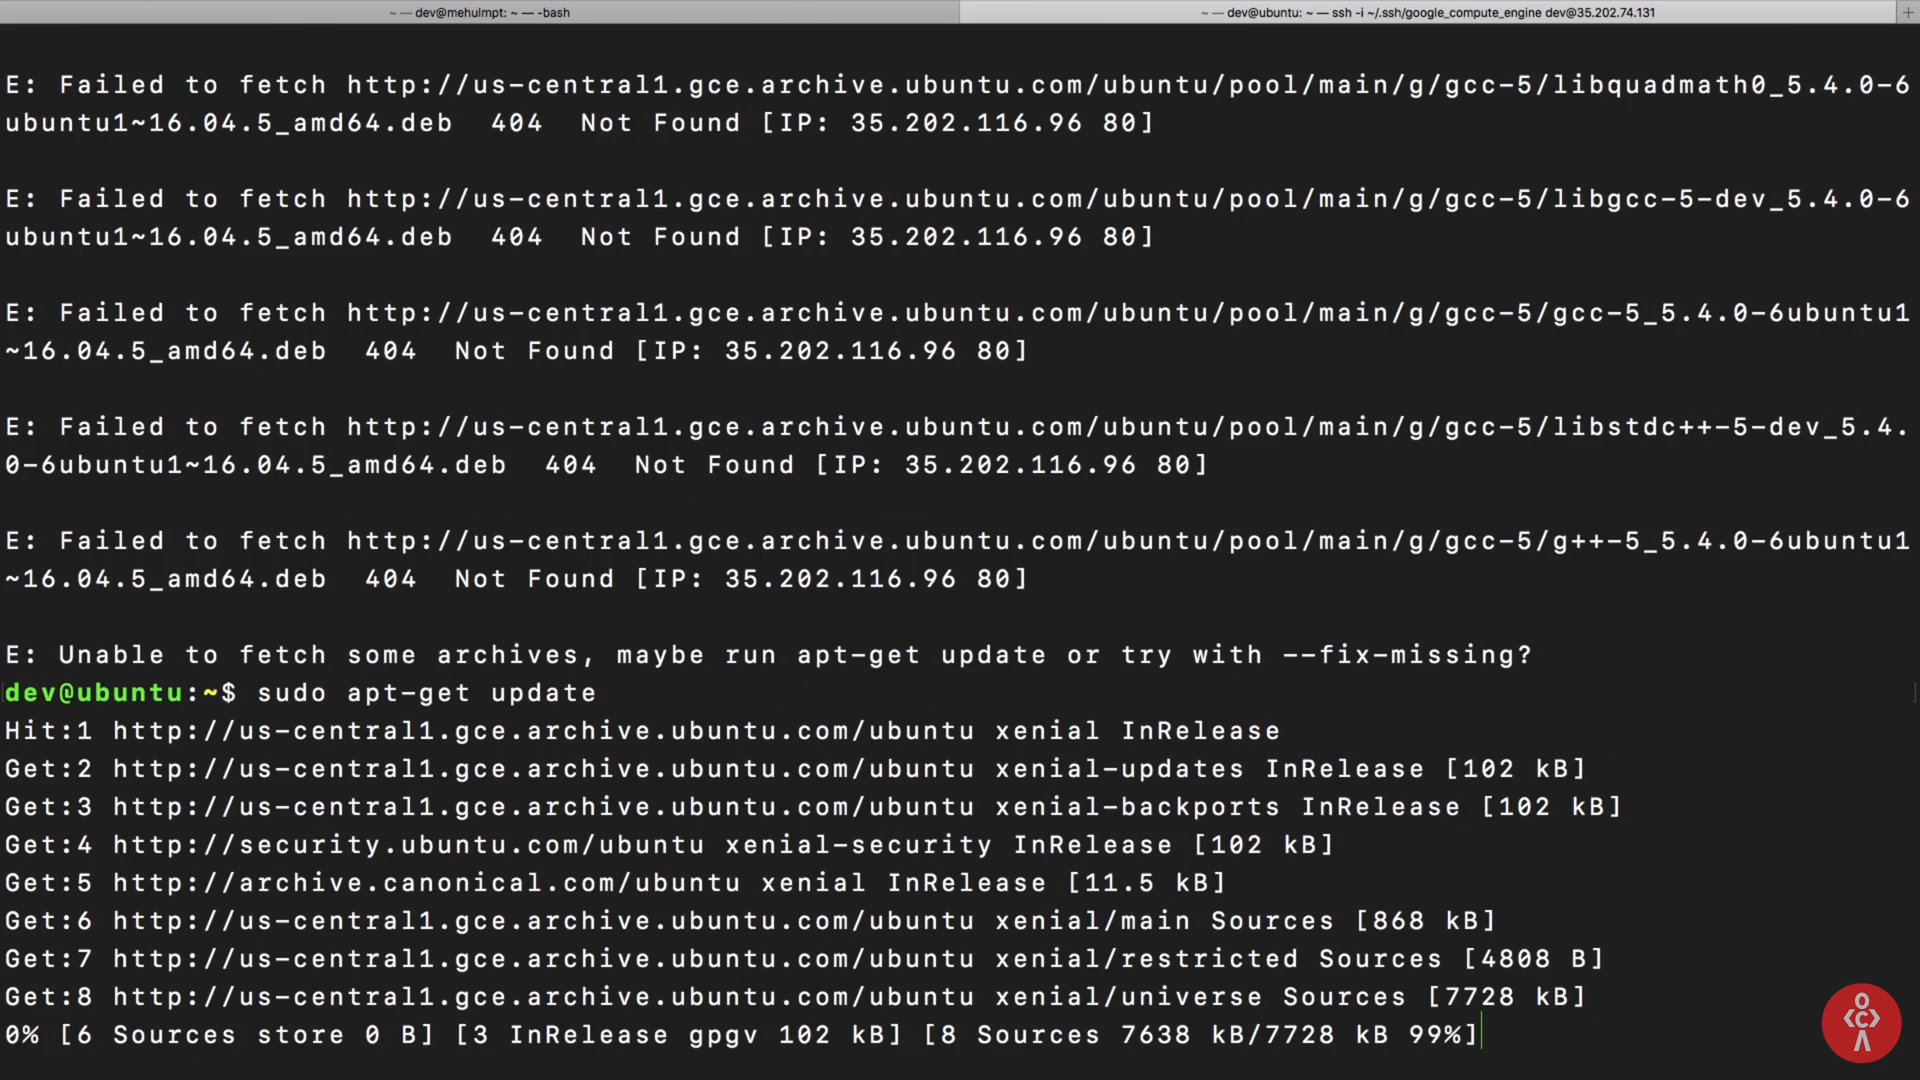 ~ — dev@mehulmpt: ~ — -bash
~ — dev@ubuntu: ~ — ssh -i ~/.ssh/google_compute_engine dev@35.202.74.131
+
E: Failed to fetch http://us-central1.gce.archive.ubuntu.com/ubuntu/pool/main/g/gcc-5/libquadmath0_5.4.0-6
ubuntu1~16.04.5_amd64.deb  404  Not Found [IP: 35.202.116.96 80]
E: Failed to fetch http://us-central1.gce.archive.ubuntu.com/ubuntu/pool/main/g/gcc-5/libgcc-5-dev_5.4.0-6
ubuntu1~16.04.5_amd64.deb  404  Not Found [IP: 35.202.116.96 80]
E: Failed to fetch http://us-central1.gce.archive.ubuntu.com/ubuntu/pool/main/g/gcc-5/gcc-5_5.4.0-6ubuntu1
~16.04.5_amd64.deb  404  Not Found [IP: 35.202.116.96 80]
E: Failed to fetch http://us-central1.gce.archive.ubuntu.com/ubuntu/pool/main/g/gcc-5/libstdc++-5-dev_5.4.
0-6ubuntu1~16.04.5_amd64.deb  404  Not Found [IP: 35.202.116.96 80]
E: Failed to fetch http://us-central1.gce.archive.ubuntu.com/ubuntu/pool/main/g/gcc-5/g++-5_5.4.0-6ubuntu1
~16.04.5_amd64.deb  404  Not Found [IP: 35.202.116.96 80]
E: Unable to fetch some archives, maybe run apt-get update or try with --fix-missing?
dev@ubuntu:~$ sudo apt-get update
Hit:1 http://us-central1.gce.archive.ubuntu.com/ubuntu xenial InRelease
Get:2 http://us-central1.gce.archive.ubuntu.com/ubuntu xenial-updates InRelease [102 kB]
Get:3 http://us-central1.gce.archive.ubuntu.com/ubuntu xenial-backports InRelease [102 kB]
Get:4 http://security.ubuntu.com/ubuntu xenial-security InRelease [102 kB]
Get:5 http://archive.canonical.com/ubuntu xenial InRelease [11.5 kB]
Get:6 http://us-central1.gce.archive.ubuntu.com/ubuntu xenial/main Sources [868 kB]
Get:7 http://us-central1.gce.archive.ubuntu.com/ubuntu xenial/restricted Sources [4808 B]
Get:8 http://us-central1.gce.archive.ubuntu.com/ubuntu xenial/universe Sources [7728 kB]
0% [6 Sources store 0 B] [3 InRelease gpgv 102 kB] [8 Sources 7638 kB/7728 kB 99%]
<C>